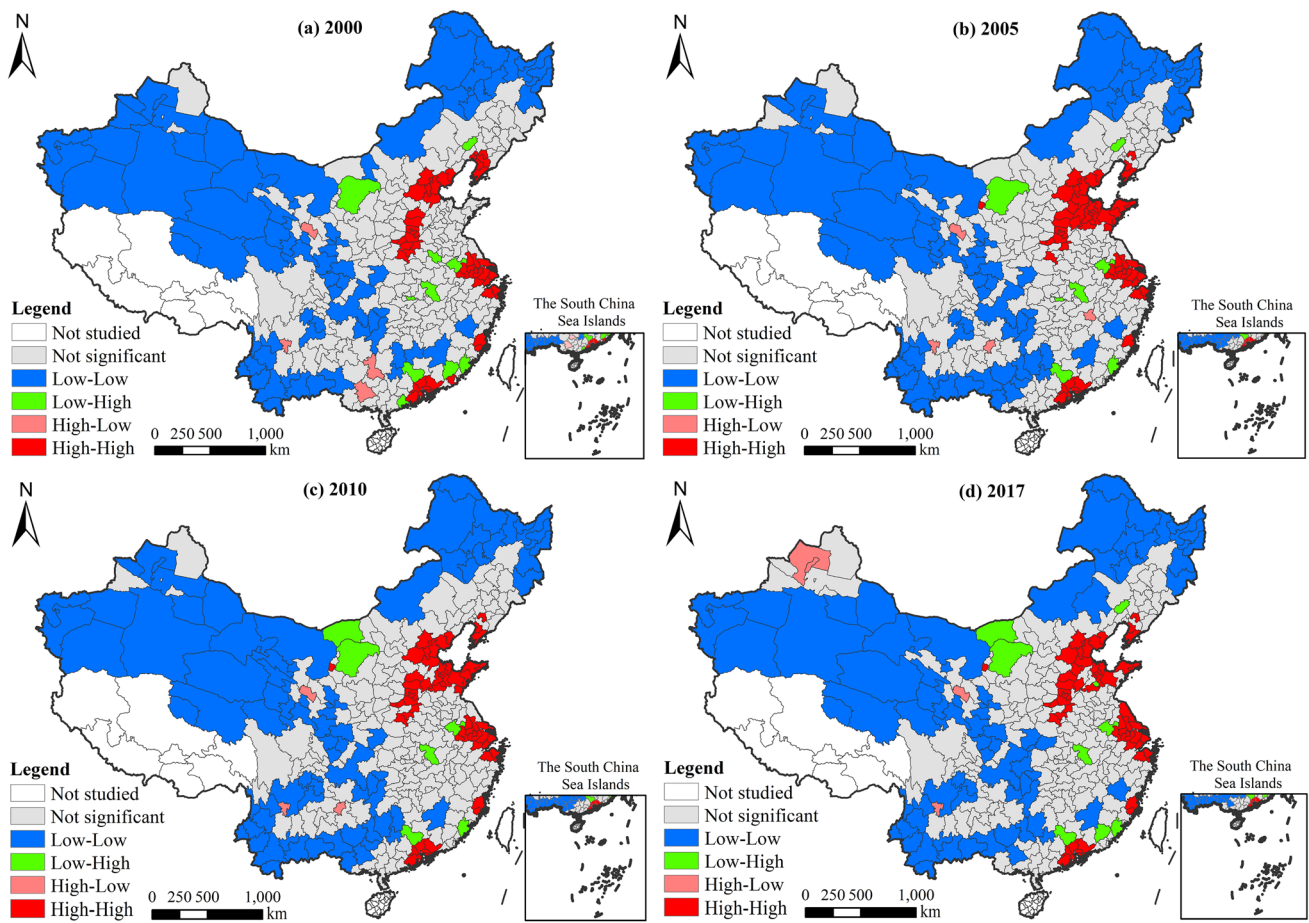 N
(a) 2000
Legend
Not studied
Not significant
Low-Low
Low-High
High-Low
High-High
0 250 500 1,000
km
The South China
Sea Islands
N
(b) 2005
Legend
Not studied
Not significant
Low-Low
Low-High
High-Low
High-High
0 250 500 1,000
km
The South China
Sea Islands
N
(c) 2010
Legend
Not studied
Not significant
Low-Low
Low-High
High-Low
High-High
0 250 500 1,000
km
The South China
Sea Islands
N
(d) 2017
Legend
Not studied
Not significant
Low-Low
Low-High
High-Low
High-High
0 250 500 1,000
km
The South China
Sea Islands